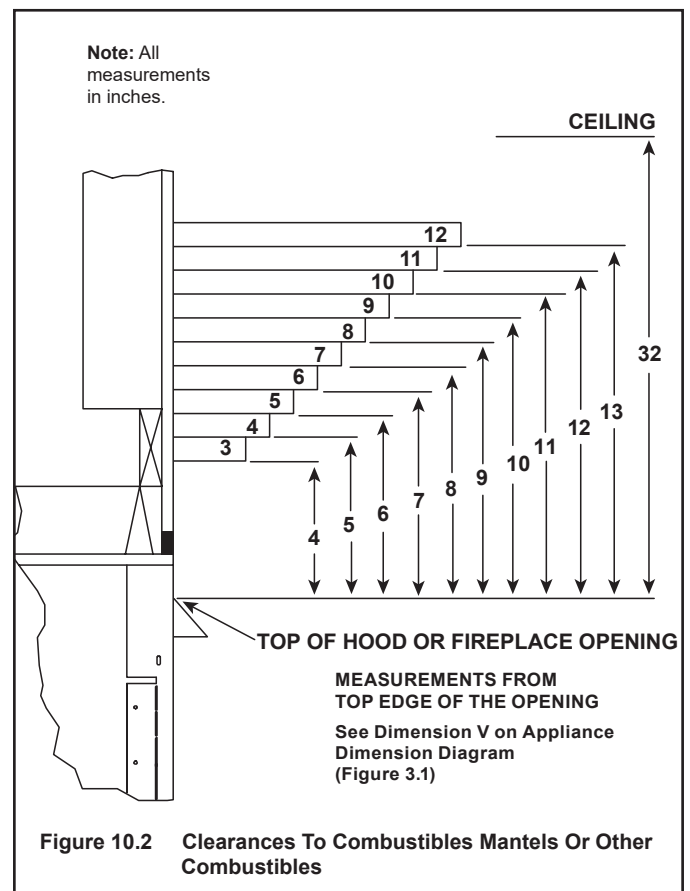 Note: All
measurements
in inches.
CEILING
12
11
10
9
8
7
6
5
4
3
4
5
6
7
8
9
10
11
12
13
32
TOP OF HOOD OR FIREPLACE OPENING
MEASUREMENTS FROM
TOP EDGE OF THE OPENING
See Dimension V on Appliance
Dimension Diagram
(Figure 3.1)
Figure 10.2 Clearances To Combustibles Mantels Or Other
Combustibles